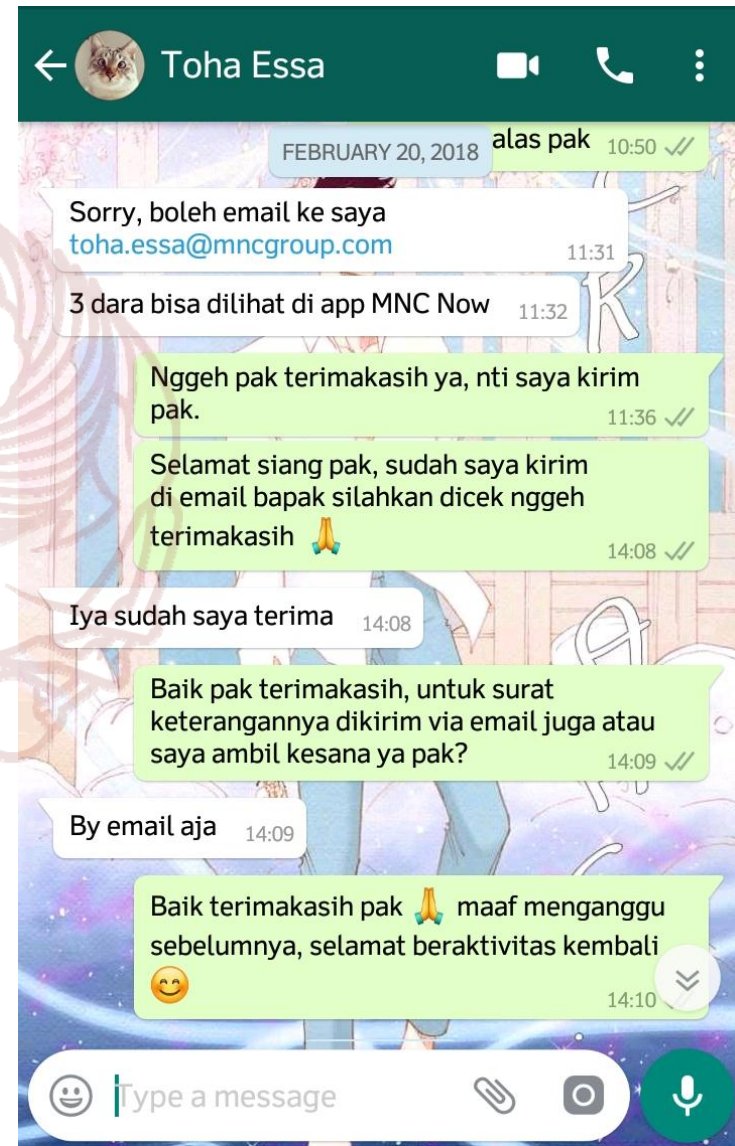 Toha Essa
FEBRUARY 20, 2018
alas pak 10:50
Sorry, boleh email ke saya
toha.essa@mncgroup.com
11:31
3 dara bisa dilihat di app MNC Now 11:32
Nggeh pak terimakasih ya, nti saya kirim
pak.
11:36
Selamat siang pak, sudah saya kirim
di email bapak silahkan dicek nggeh
terimakasih 🙏
14:08
Iya sudah saya terima 14:08
Baik pak terimakasih, untuk surat
keterangannya dikirim via email juga atau
saya ambil kesana ya pak?
14:09
By email aja 14:09
Baik terimakasih pak 🙏 maaf menganggu
sebelumnya, selamat beraktivitas kembali
😊
14:10
Type a message